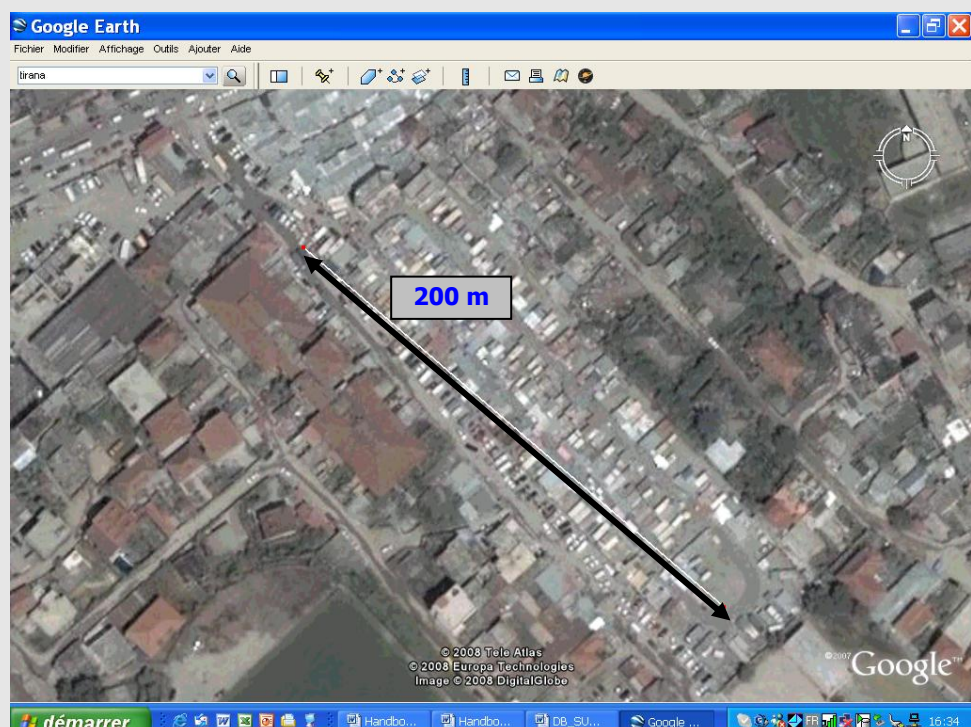 Google Earth
Fichier Modifier Affichage Outils Ajouter Aide
tirana
N
200 m
© 2008 Tele Atlas
© 2008 Europa Technologies
Image © 2008 DigitalGlobe
©2007 Google™
démarrer Handbo... Handbo... DB_SU... Google ... FR 16:34